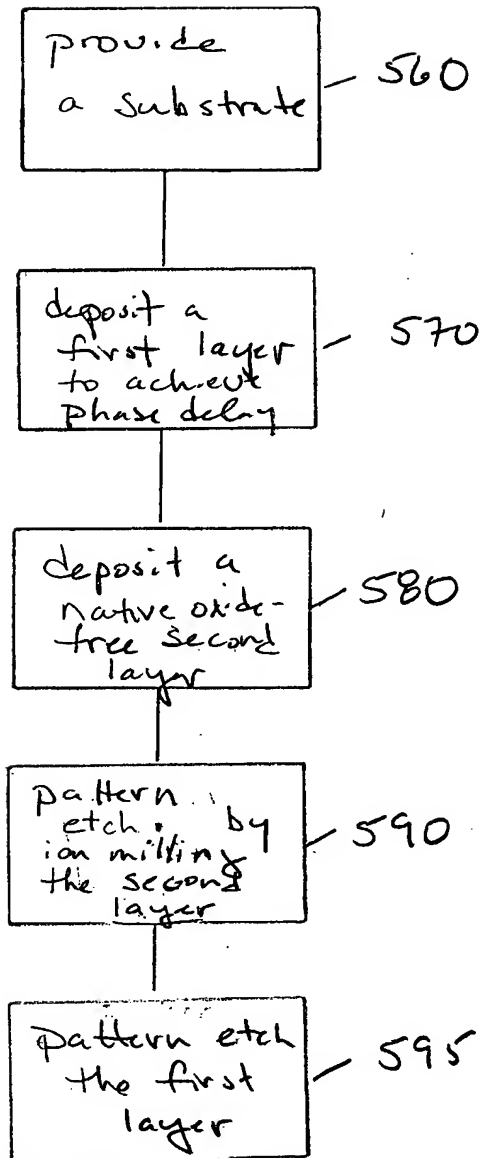 provide
a substrate
560
deposit a
first layer
to achieve
phase delay
570
deposit a
native oxide-
free second
layer
580
pattern
etch by
ion milling
the second
layer
590
pattern etch
the first
layer
595